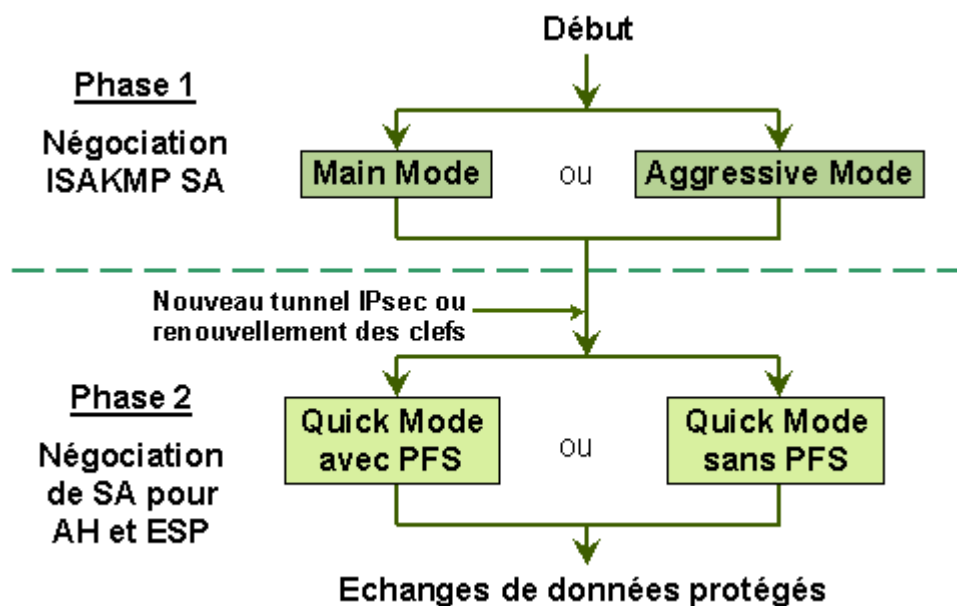 Début
Phase 1
Négociation
ISAKMP SA
Main Mode
ou
Aggressive Mode
Nouveau tunnel IPsec ou
renouvellement des clefs
Phase 2
Négociation
de SA pour
AH et ESP
Quick Mode
avec PFS
ou
Quick Mode
sans PFS
Echanges de données protégés